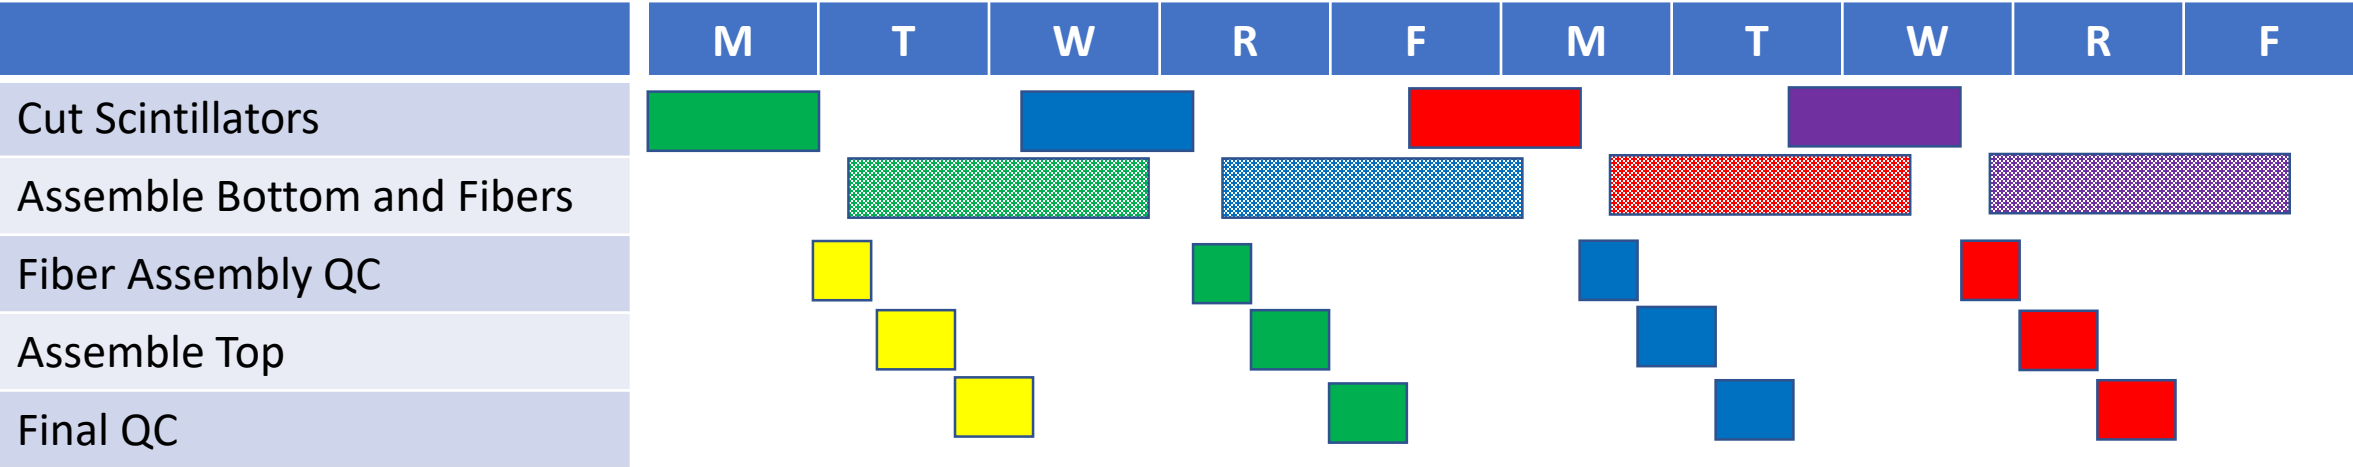 M T W R F M T W R F
Cut Scintillators
Assemble Bottom and Fibers
Fiber Assembly QC
Assemble Top
Final QC